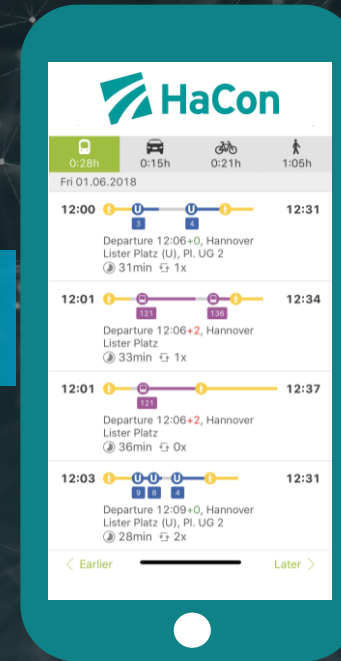 HaCon
0:28h 0:15h 0:21h 1:05h
Fri 01.06.2018
12:00 U U 12:31
3 4
Departure 12:06+0, Hannover
Lister Platz (U), Pl. UG 2
31min 1x
12:01 12:34
121 136
Departure 12:06+2, Hannover
Lister Platz
33min 1x
12:01 12:37
121
Departure 12:06+2, Hannover
Lister Platz
36min 0x
12:03 U U U 12:31
9 8 4
Departure 12:09+0, Hannover
Lister Platz (U), Pl. UG 2
28min 2x
< Earlier Later >